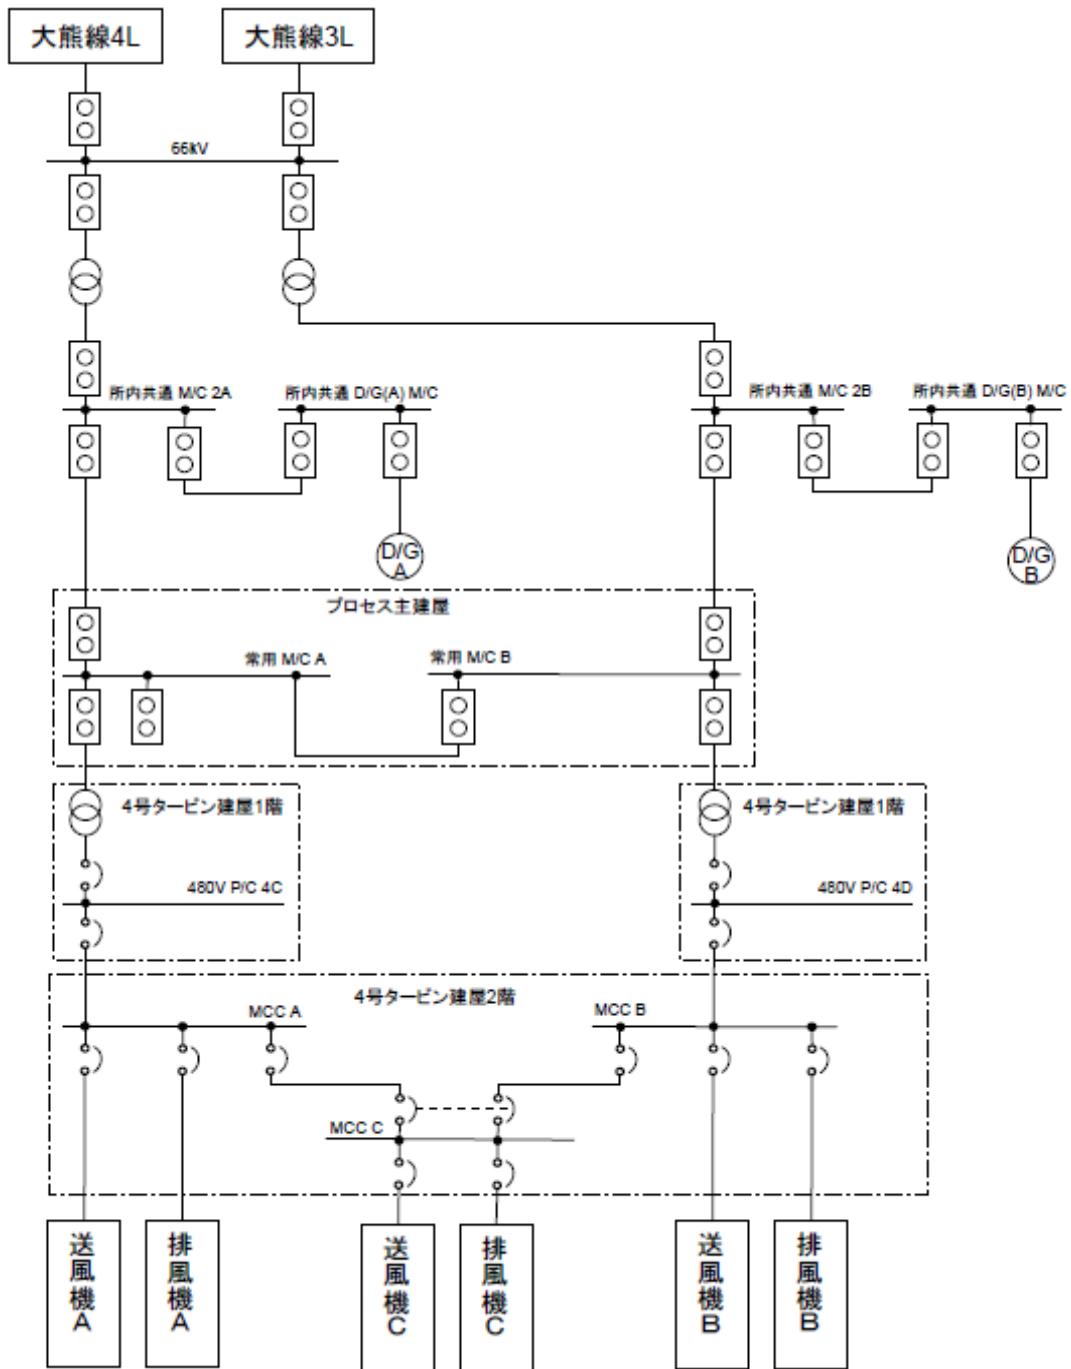 大熊線4L
大熊線3L
66kV
所内共通 M/C 2A
所内共通 D/G(A) M/C
所内共通 M/C 2B
所内共通 D/G(B) M/C
D/G
A
D/G
B
プロセス主建屋
常用 M/C A
常用 M/C B
4号タービン建屋1階
4号タービン建屋1階
480V P/C 4C
480V P/C 4D
4号タービン建屋2階
MCC A
MCC B
MCC C
送風機A
排風機A
送風機C
排風機C
送風機B
排風機B